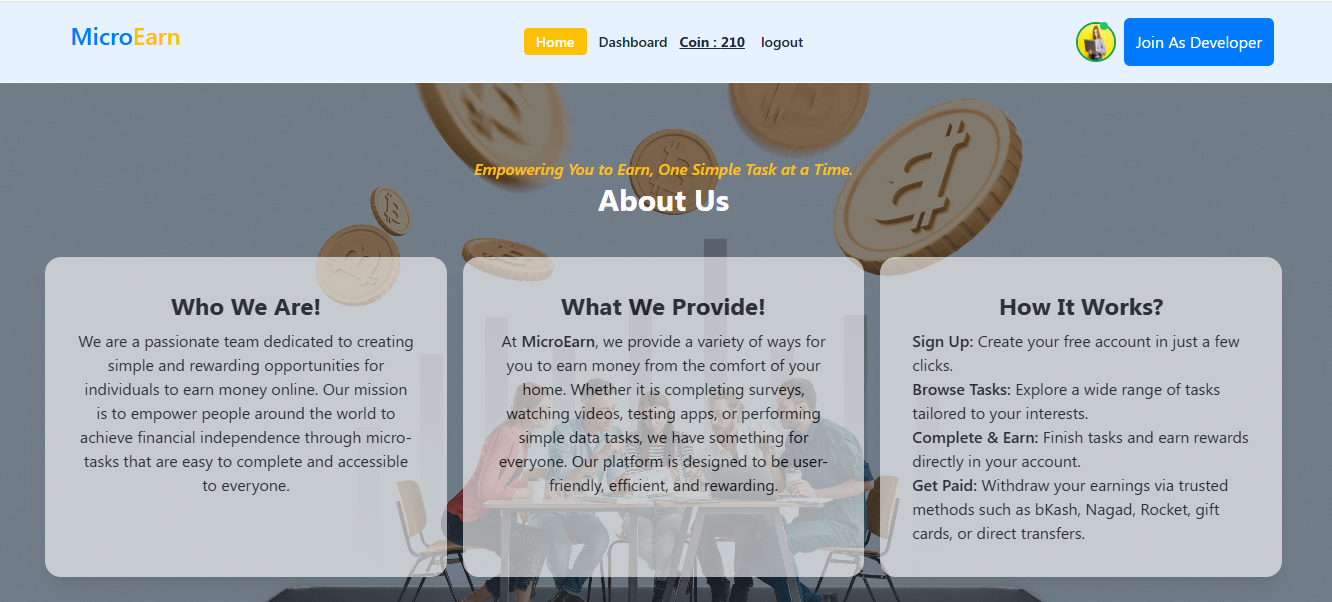 MicroEarn
Home Dashboard Coin : 210 logout
Join As Developer
Empowering You to Earn, One Simple Task at a Time.
About Us
Who We Are!
We are a passionate team dedicated to creating
simple and rewarding opportunities for
individuals to earn money online. Our mission
is to empower people around the world to
achieve financial independence through micro-
tasks that are easy to complete and accessible
to everyone.
What We Provide!
At MicroEarn, we provide a variety of ways for
you to earn money from the comfort of your
home. Whether it is completing surveys,
watching videos, testing apps, or performing
simple data tasks, we have something for
everyone. Our platform is designed to be user-
friendly, efficient, and rewarding.
How It Works?
Sign Up: Create your free account in just a few
clicks.
Browse Tasks: Explore a wide range of tasks
tailored to your interests.
Complete & Earn: Finish tasks and earn rewards
directly in your account.
Get Paid: Withdraw your earnings via trusted
methods such as bKash, Nagad, Rocket, gift
cards, or direct transfers.